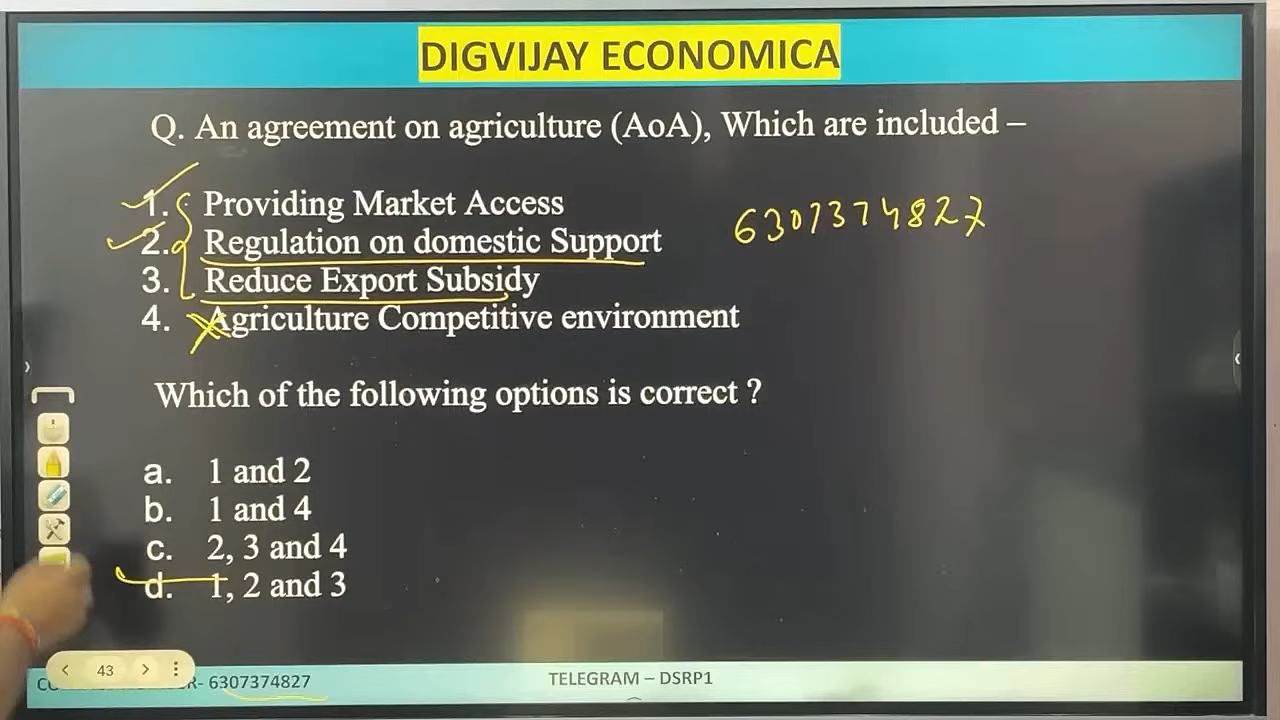 DIGVIJAY ECONOMICA
Q. An agreement on agriculture (AoA), Which are included –
1. Providing Market Access
6307374827
2. Regulation on domestic Support
3. Reduce Export Subsidy
4. Agriculture Competitive environment
Which of the following options is correct ?
a. 1 and 2
b. 1 and 4
c. 2, 3 and 4
d. 1, 2 and 3
43
6307374827
TELEGRAM – DSRP1